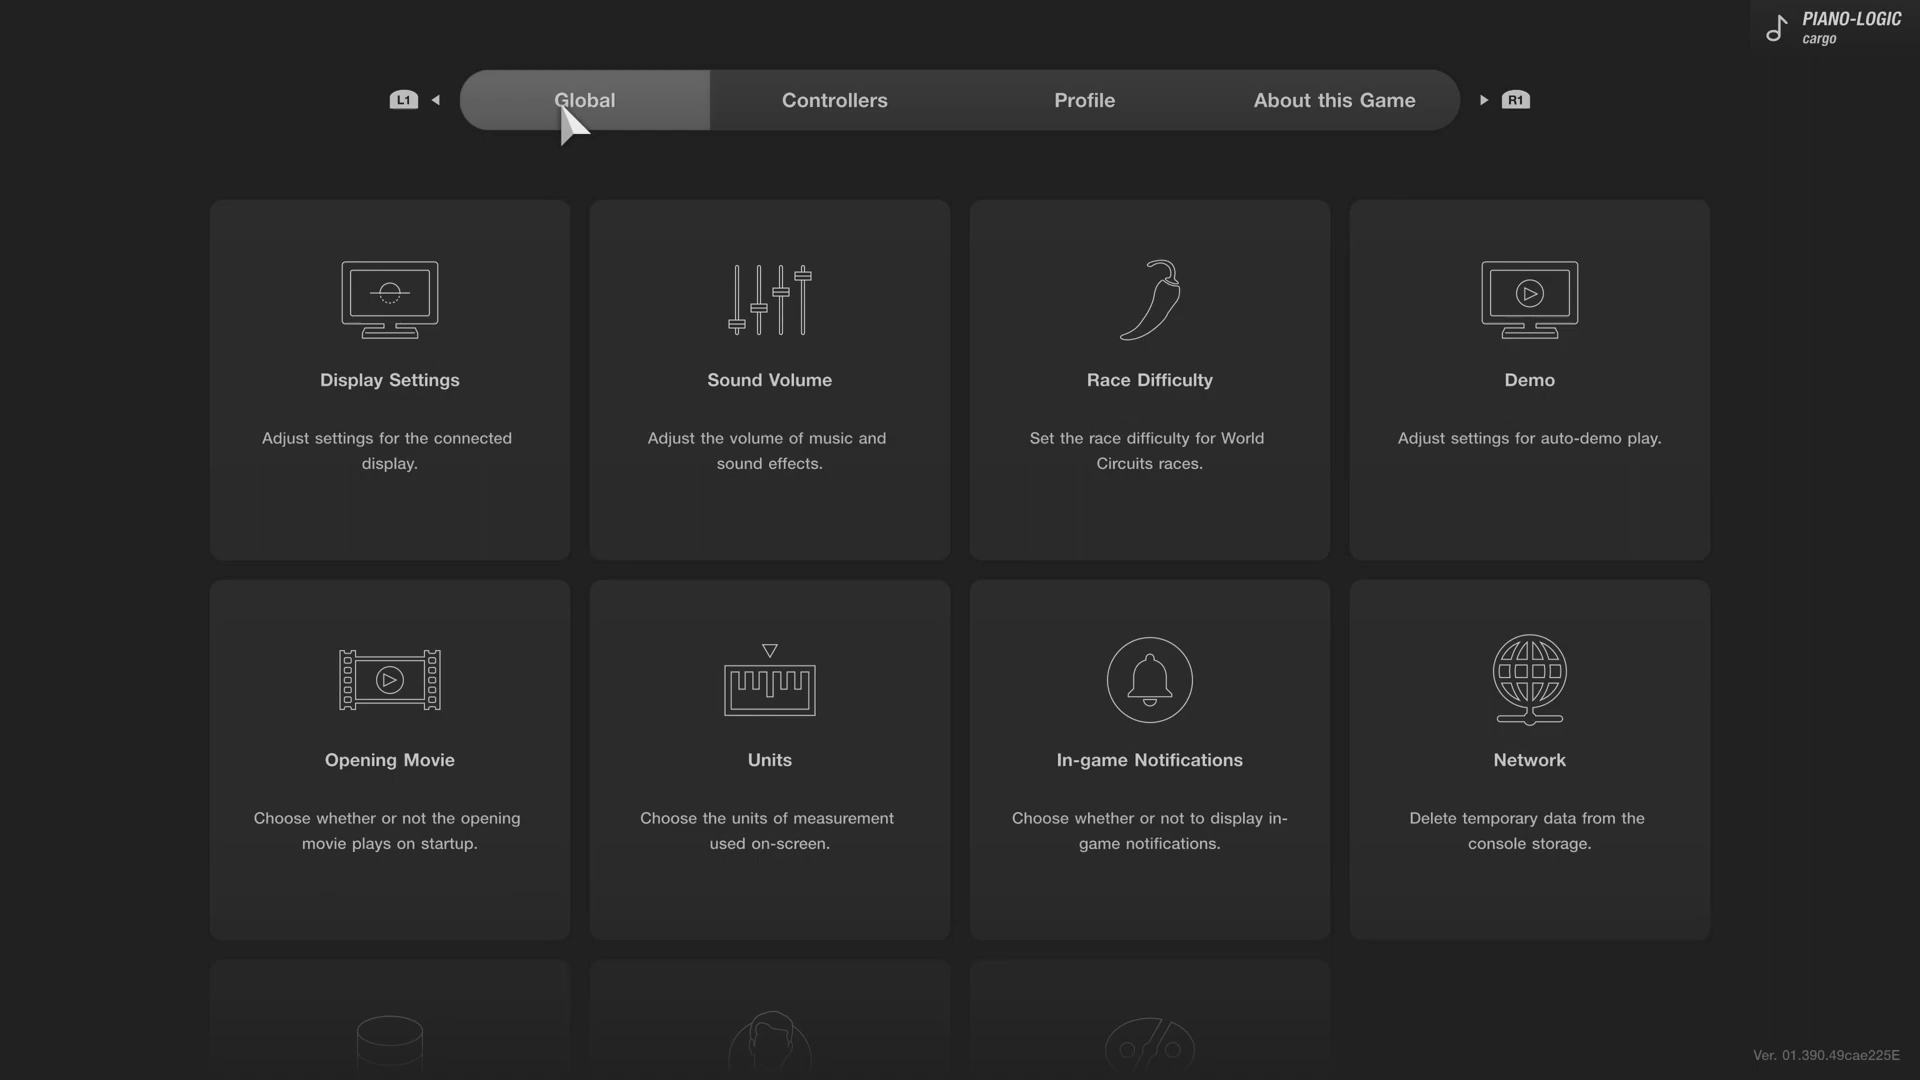 PIANO-LOGIC
cargo
L1
Global
Controllers
Profile
About this Game
R1
Display Settings
Adjust settings for the connected
display.
Sound Volume
Adjust the volume of music and
sound effects.
Race Difficulty
Set the race difficulty for World
Circuits races.
Demo
Adjust settings for auto-demo play.
Opening Movie
Choose whether or not the opening
movie plays on startup.
Units
Choose the units of measurement
used on-screen.
In-game Notifications
Choose whether or not to display in-
game notifications.
Network
Delete temporary data from the
console storage.
Ver. 01.390.49cae225E